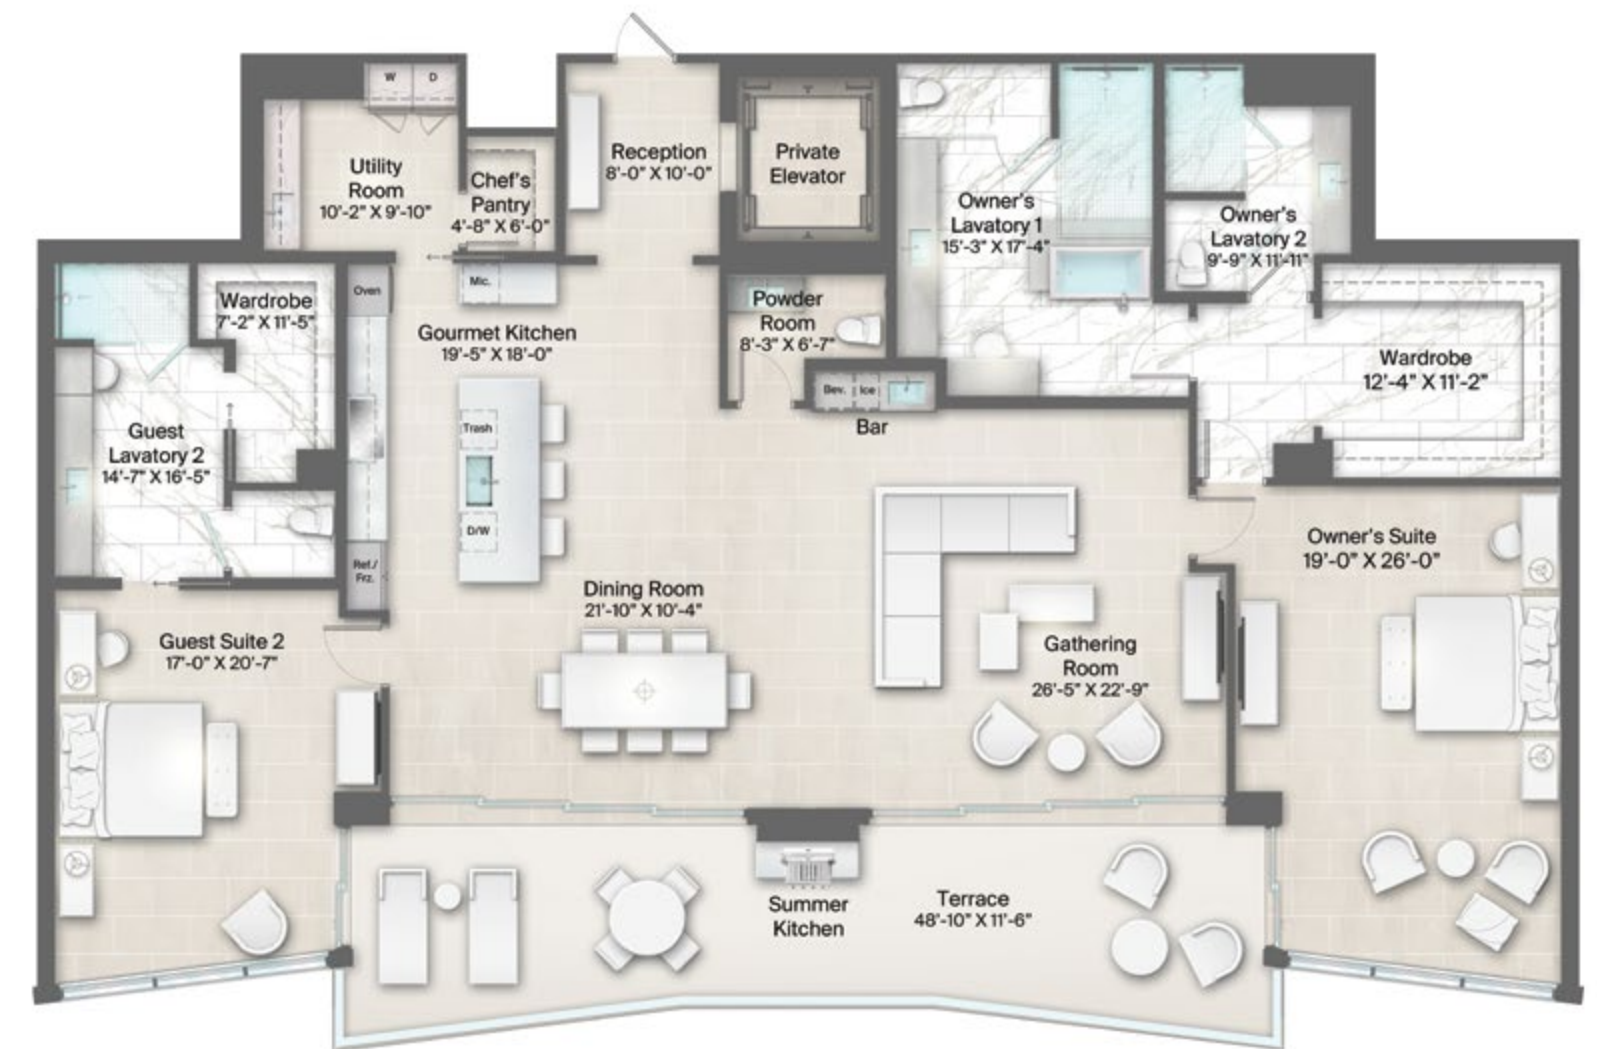 W D
Utility
Room
10'-2" X 9'-10"
Chef's
Pantry
4'-8" X 6'-0"
Reception
8'-0" X 10'-0"
Private
Elevator
Owner's
Lavatory 1
15'-3" X 17'-4"
Owner's
Lavatory 2
9'-9" X 11'-11"
Wardrobe
7'-2" X 11'-5"
Oven
Mic.
Gourmet Kitchen
19'-5" X 18'-0"
Powder
Room
8'-3" X 6'-7"
Wardrobe
12'-4" X 11'-2"
Bev. Ice
Bar
Guest
Lavatory 2
14'-7" X 16'-5"
Trash
D/W
Ref./
Frz.
Owner's Suite
19'-0" X 26'-0"
Dining Room
21'-10" X 10'-4"
Guest Suite 2
17'-0" X 20'-7"
Gathering
Room
26'-5" X 22'-9"
Summer
Kitchen
Terrace
48'-10" X 11'-6"